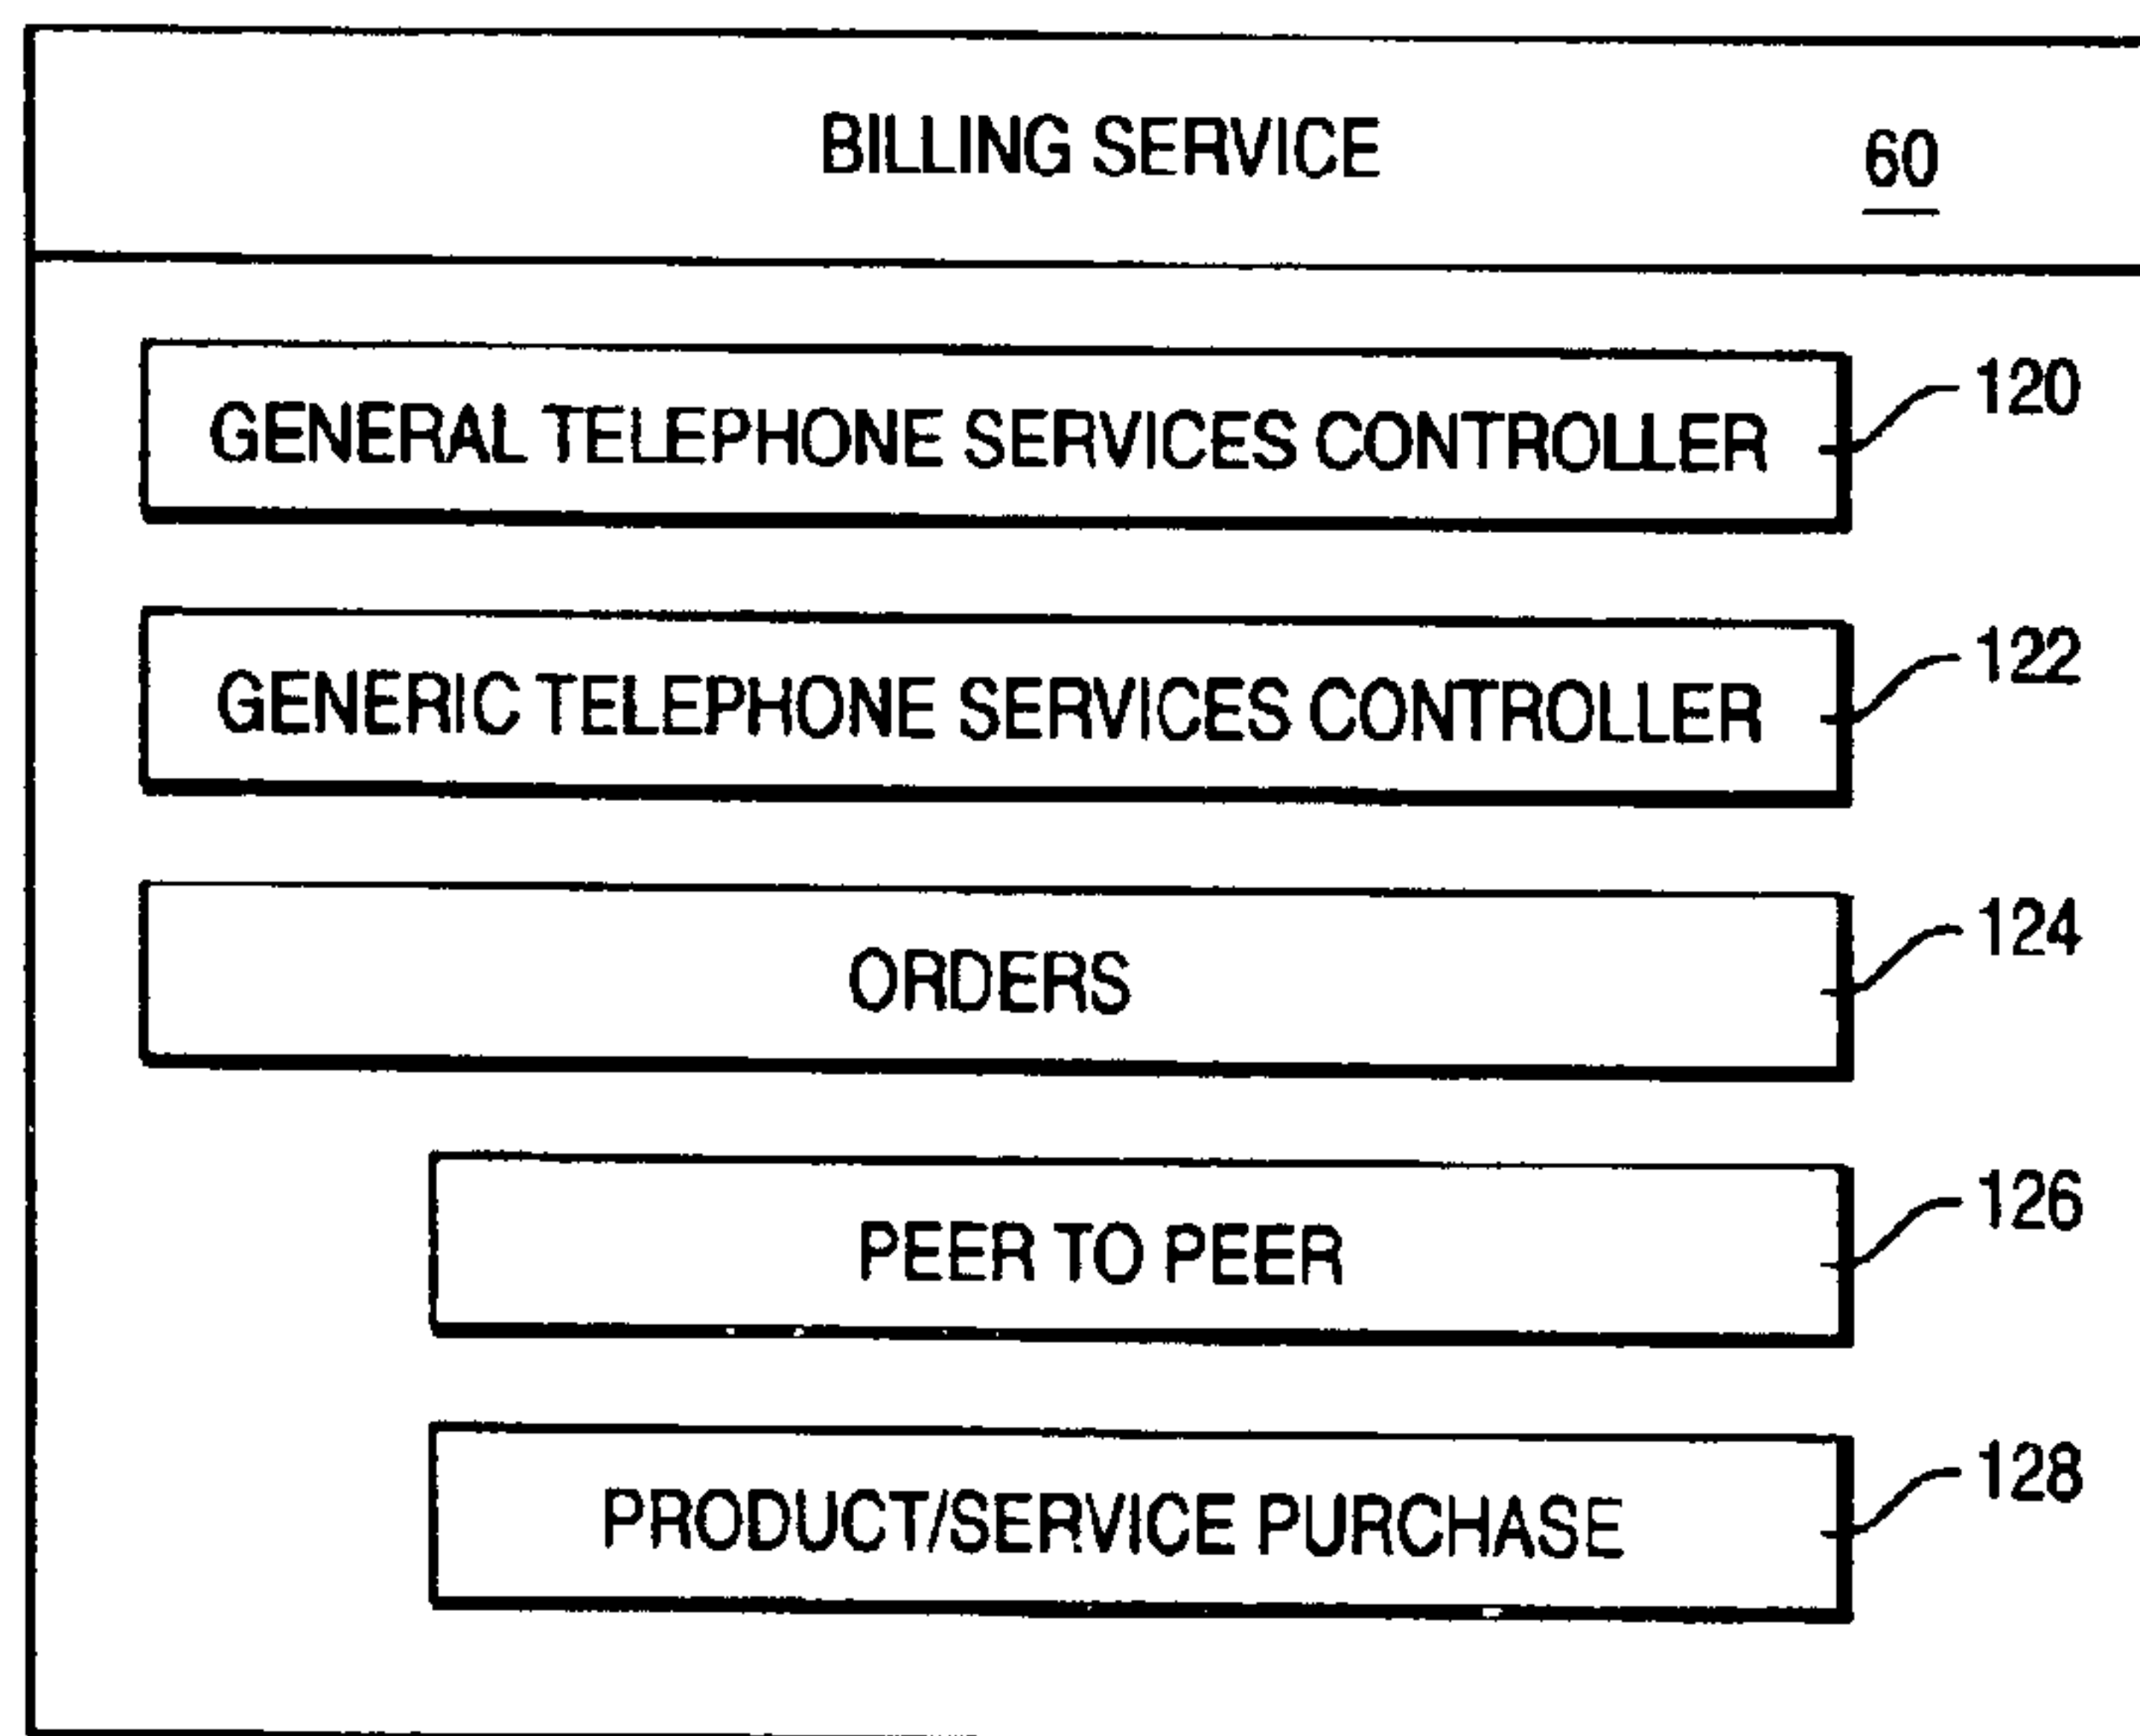 BILLING SERVICE 60
GENERAL TELEPHONE SERVICES CONTROLLER 120
GENERIC TELEPHONE SERVICES CONTROLLER 122
ORDERS 124
PEER TO PEER 126
PRODUCT/SERVICE PURCHASE 128